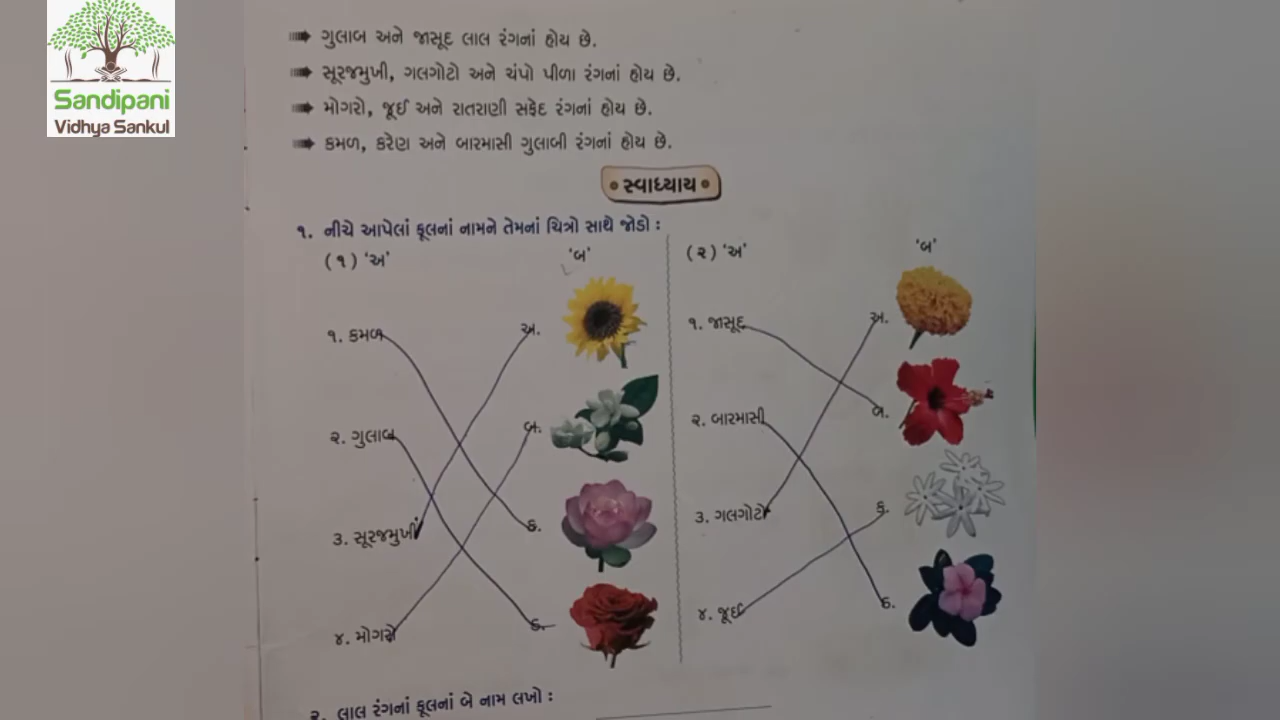 Sandipani
Vidhya Sankul
ગુલાબ અને જાસૂદ લાલ રંગનાં હોય છે.
સૂરજમુખી, ગલગોટો અને ચંપો પીળા રંગનાં હોય છે.
મોગરો, જૂઈ અને રાતરાણી સફેદ રંગનાં હોય છે.
કમળ, કરેણ અને બારમાસી ગુલાબી રંગનાં હોય છે.
સ્વાધ્યાય
૧. નીચે આપેલાં ફૂલનાં નામને તેમનાં ચિત્રો સાથે જોડો :
(૧) ‘અ’ ‘બ’
૧. કમળ અ.
૨. ગુલાબ બ.
૩. સૂરજમુખી ક.
૪. મોગરો ડ.
(૨) ‘અ’ ‘બ’
૧. જાસૂદ અ.
૨. બારમાસી બ.
૩. ગલગોટો ક.
૪. જૂઈ ડ.
૨. લાલ રંગનાં ફૂલનાં બે નામ લખો :